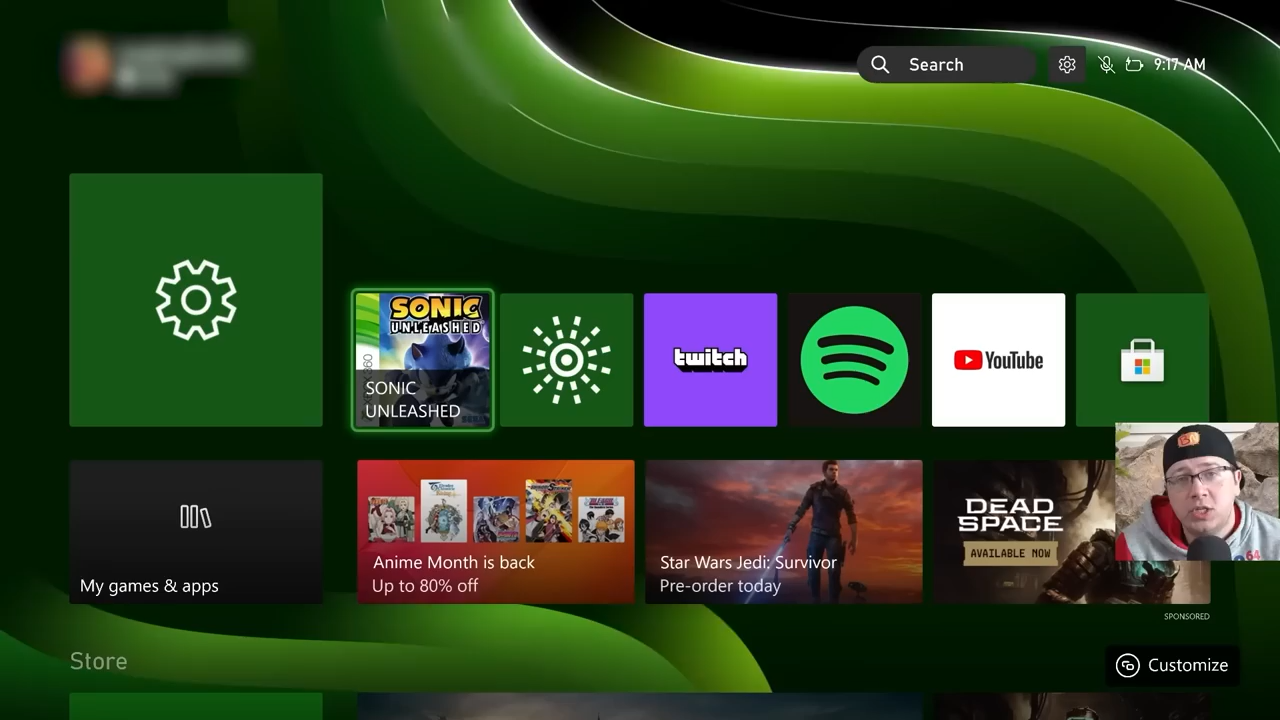 Search
9:17 AM
SONIC
UNLEASHED
SONIC
UNLEASHED
twitch
YouTube
My games & apps
Anime Month is back
Up to 80% off
Star Wars Jedi: Survivor
Pre-order today
DEAD
SPACE
AVAILABLE NOW
64
SPONSORED
Store
Customize